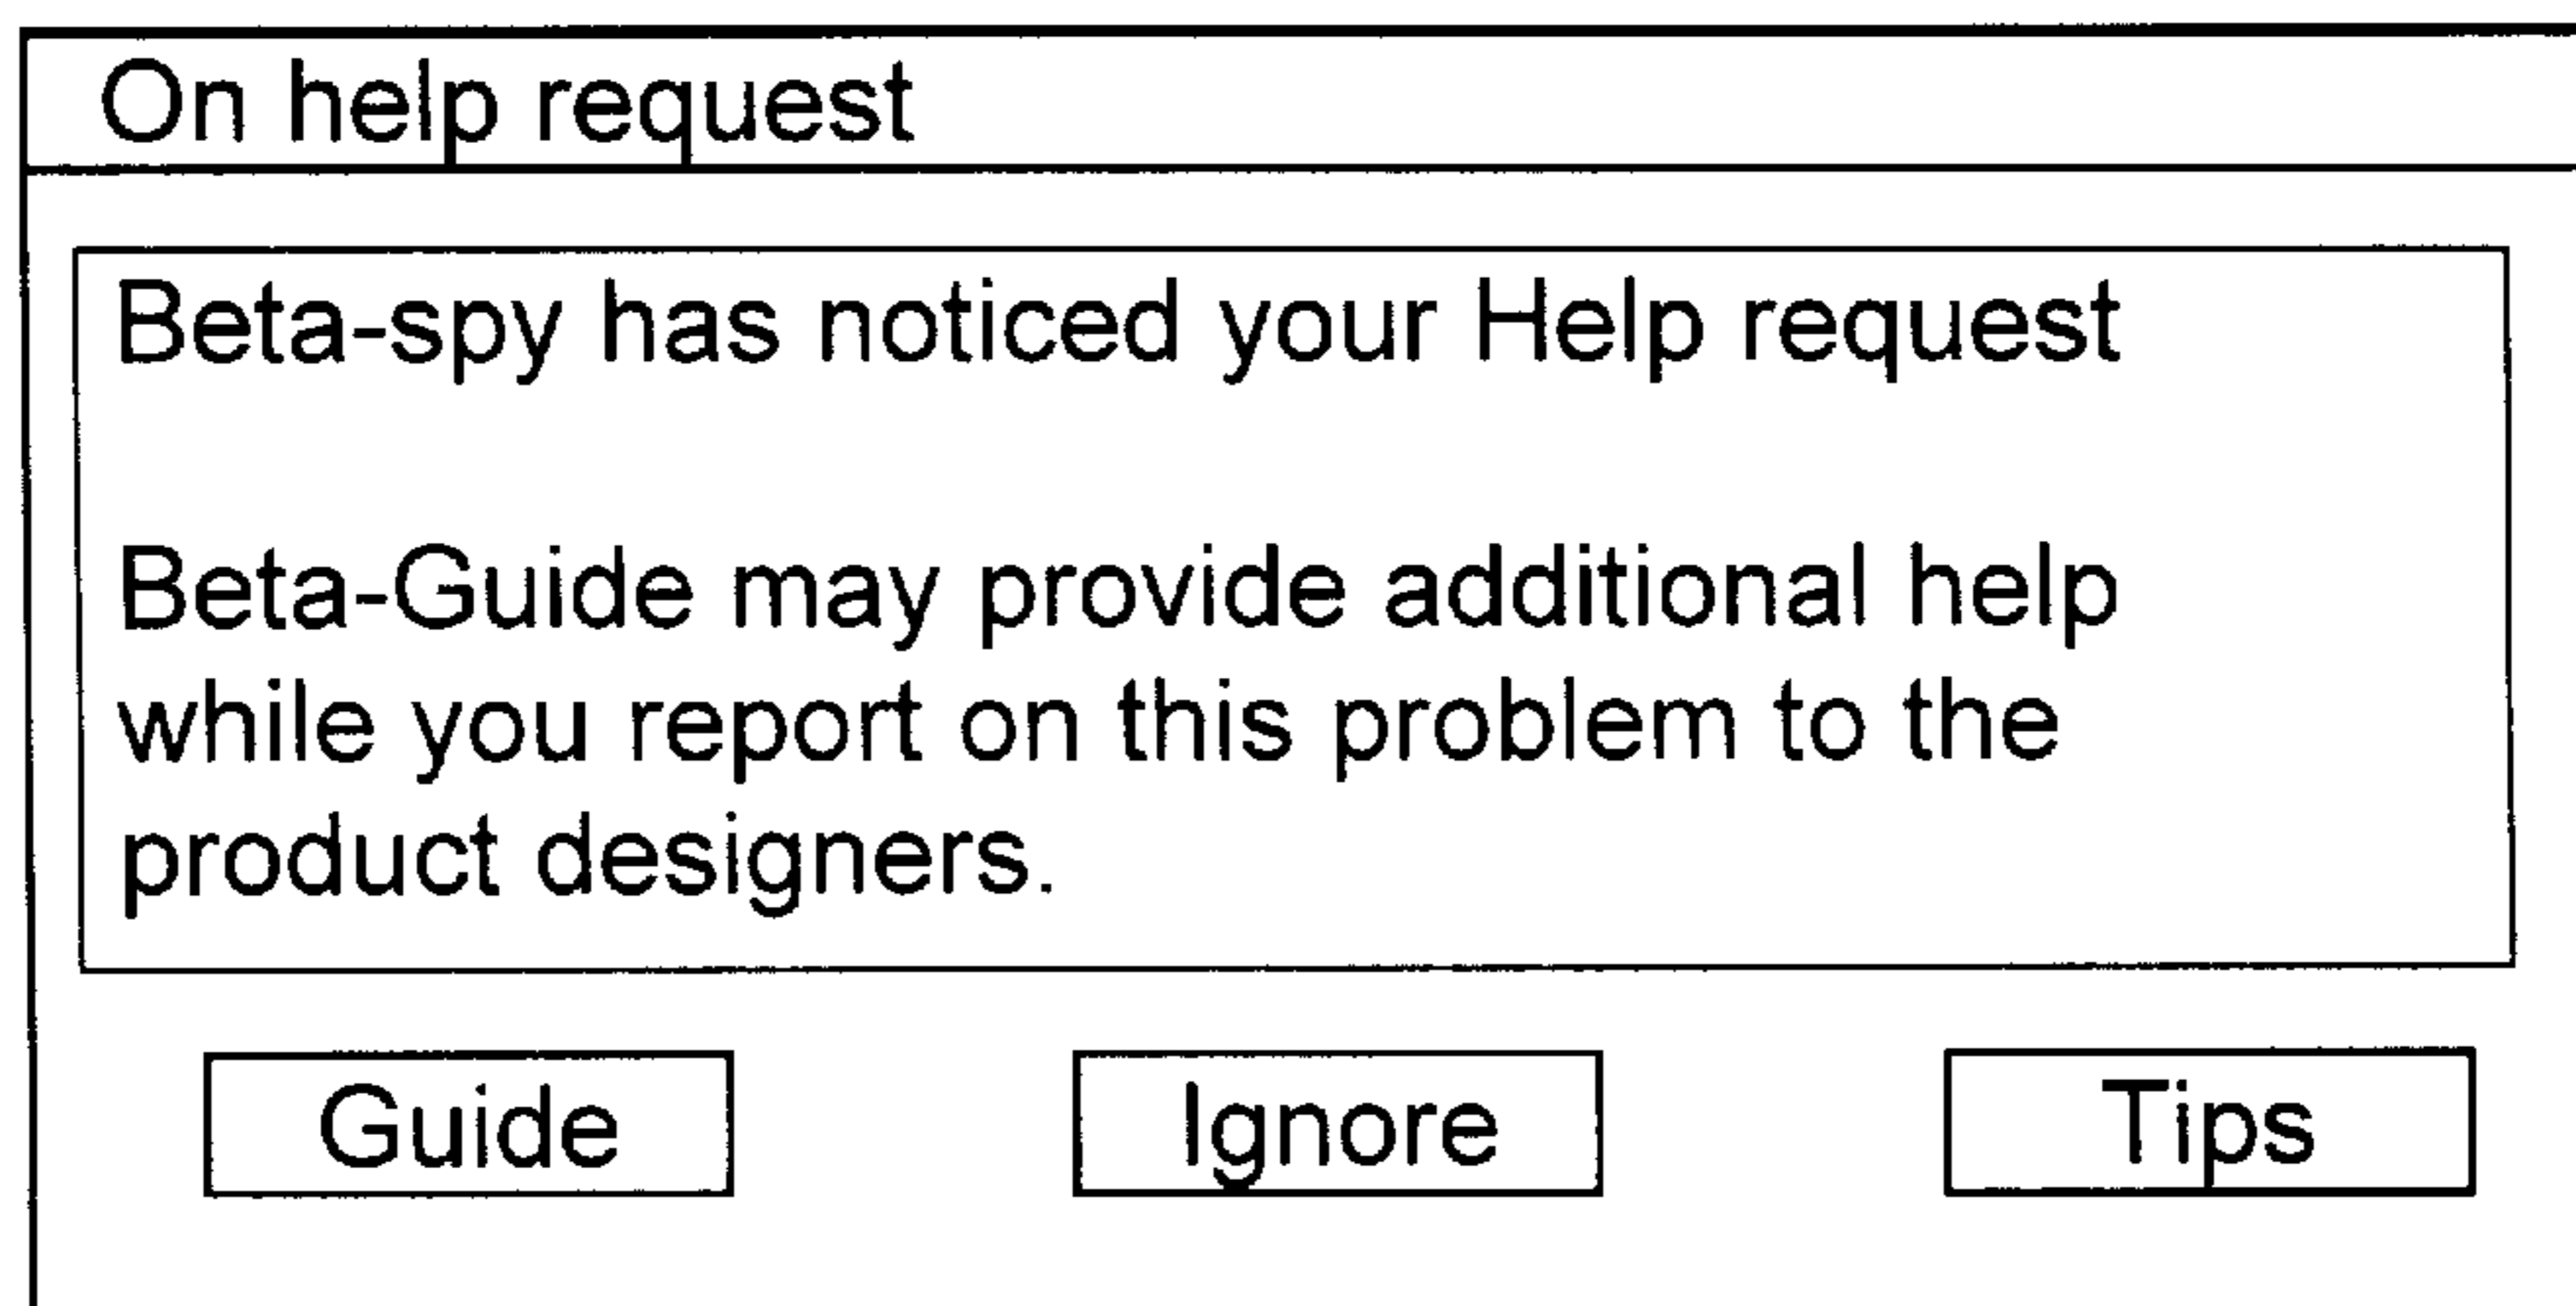 On help request
Beta-spy has noticed your Help request
Beta-Guide may provide additional help
while you report on this problem to the
product designers.
Guide
Ignore
Tips